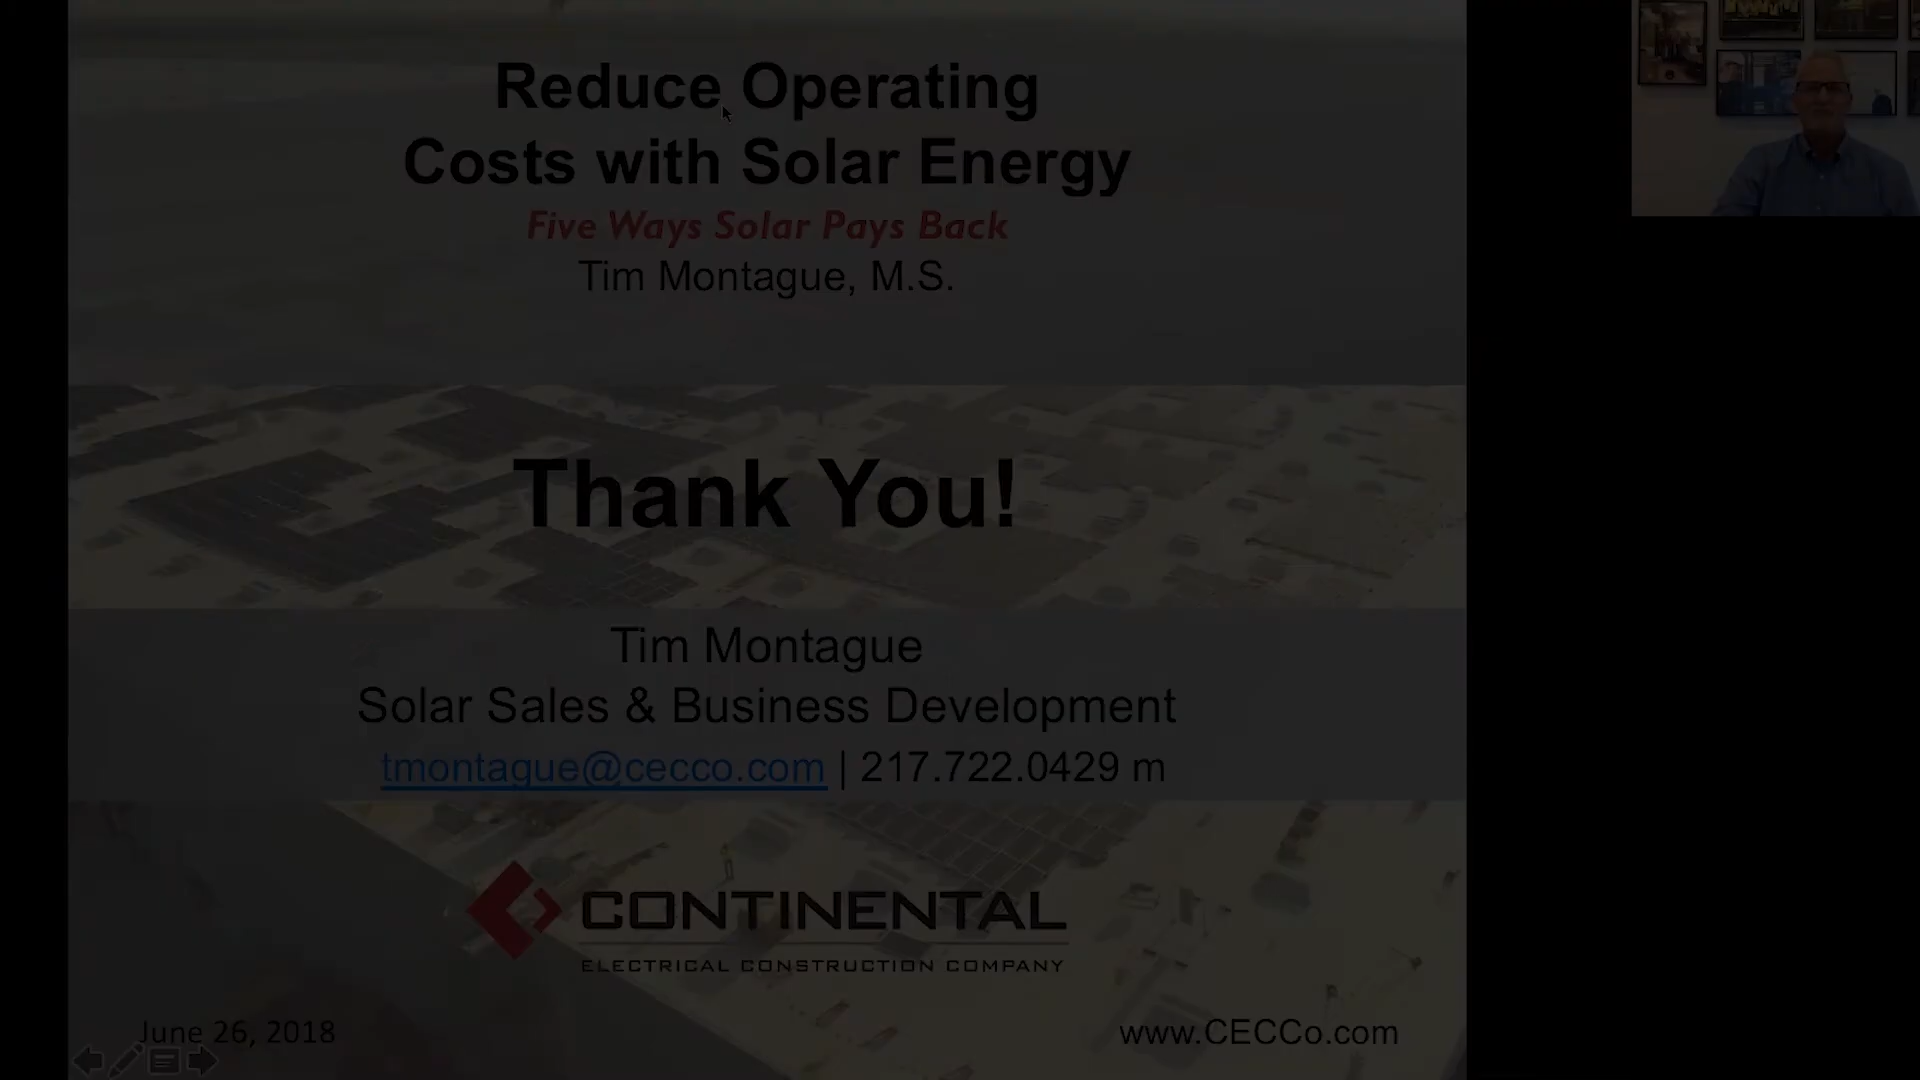 Reduce Operating
Costs with Solar Energy
Five Ways Solar Pays Back
Tim Montague, M.S.
Thank You!
Tim Montague
Solar Sales & Business Development
tmontague@cecco.com | 217.722.0429 m
CONTINENTAL
ELECTRICAL CONSTRUCTION COMPANY
June 26, 2018
www.CECCo.com